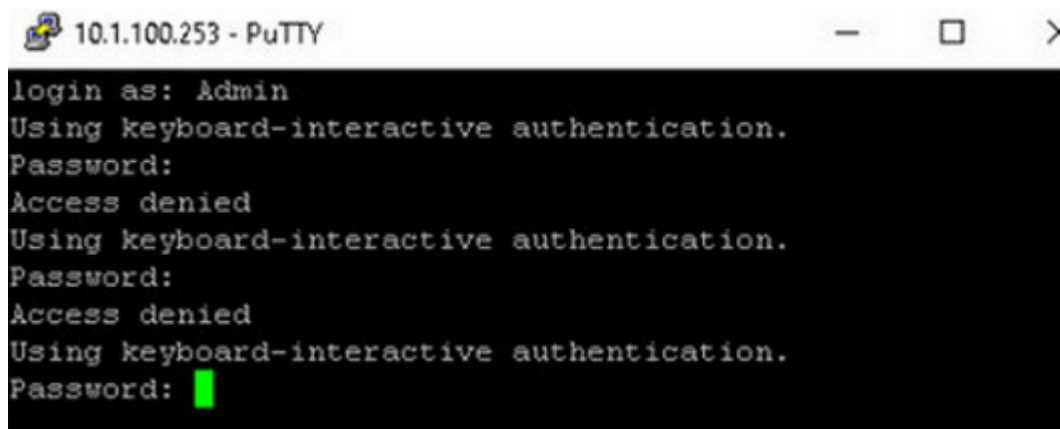 10.1.100.253 - PuTTY
login as: Admin
Using keyboard-interactive authentication.
Password:
Access denied
Using keyboard-interactive authentication.
Password:
Access denied
Using keyboard-interactive authentication.
Password: